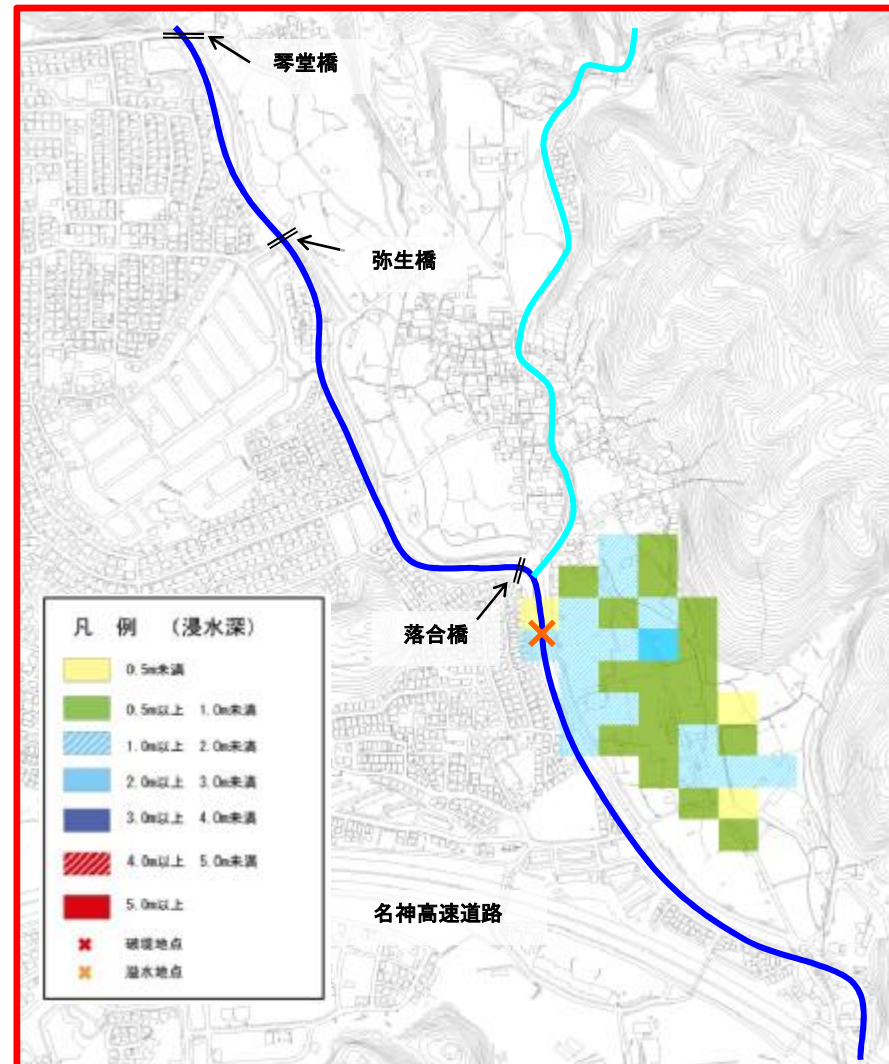 琴堂橋
弥生橋
落合橋
凡 例 (浸水深)
0.5m未満
0.5m以上 1.0m未満
1.0m以上 2.0m未満
2.0m以上 3.0m未満
3.0m以上 4.0m未満
4.0m以上 5.0m未満
5.0m以上
破堤地点
溢水地点
名神高速道路